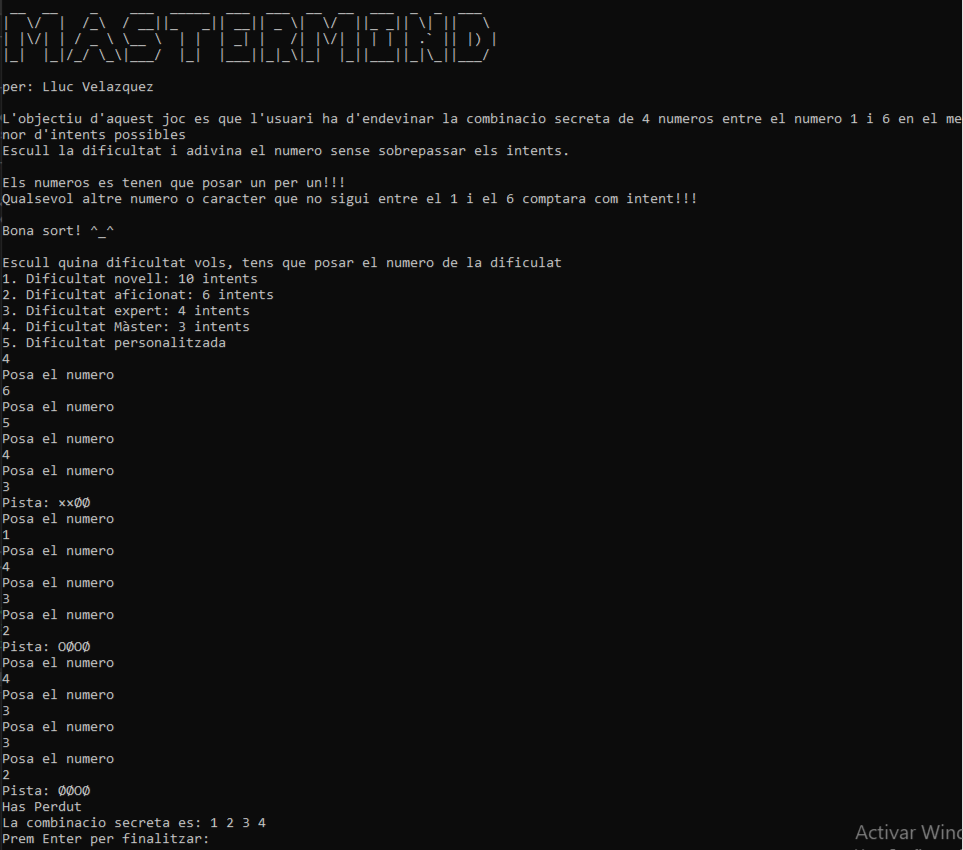 MASTERMIND
per: Lluc Velazquez
L'objectiu d'aquest joc es que l'usuari ha d'endevinar la combinacio secreta de 4 numeros entre el numero 1 i 6 en el me
nor d'intents possibles
Escull la dificultat i adivina el numero sense sobrepassar els intents.
Els numeros es tenen que posar un per un!!!
Qualsevol altre numero o caracter que no sigui entre el 1 i el 6 comptara com intent!!!
Bona sort! ^_^
Escull quina dificultat vols, tens que posar el numero de la dificulat
1. Dificultat novell: 10 intents
2. Dificultat aficionat: 6 intents
3. Dificultat expert: 4 intents
4. Dificultat Màster: 3 intents
5. Dificultat personalitzada
4
Posa el numero
6
Posa el numero
5
Posa el numero
4
Posa el numero
3
Pista: xxØØ
Posa el numero
1
Posa el numero
4
Posa el numero
3
Posa el numero
2
Pista: OØOØ
Posa el numero
4
Posa el numero
3
Posa el numero
3
Posa el numero
2
Pista: ØØOØ
Has Perdut
La combinacio secreta es: 1 2 3 4
Prem Enter per finalitzar:
Activar Wind